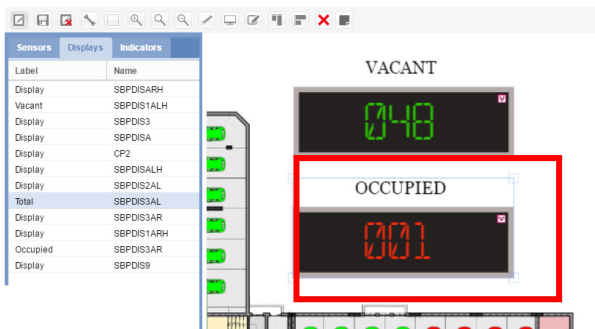 Sensors Displays Indicators
Label Name
Display SBPDISARH
Vacant SBPDIS1ALH
Display SBPDIS3
Display SBPDISA
Display CP2
Display SBPDISALH
Display SBPDIS2AL
Total SBPDIS3AL
Display SBPDIS3AR
Display SBPDIS1ARH
Occupied SBPDIS3AR
Display SBPDIS9
VACANT
048
OCCUPIED
001